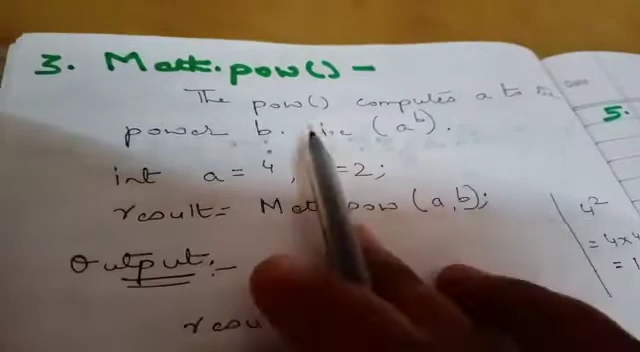 3. Math.pow() -
The pow() computes a to
power b. (a^b).
int a = 4, =2;
result = Math.pow (a,b);
Output:-
resu
4^2
= 4x4
= 1
5.